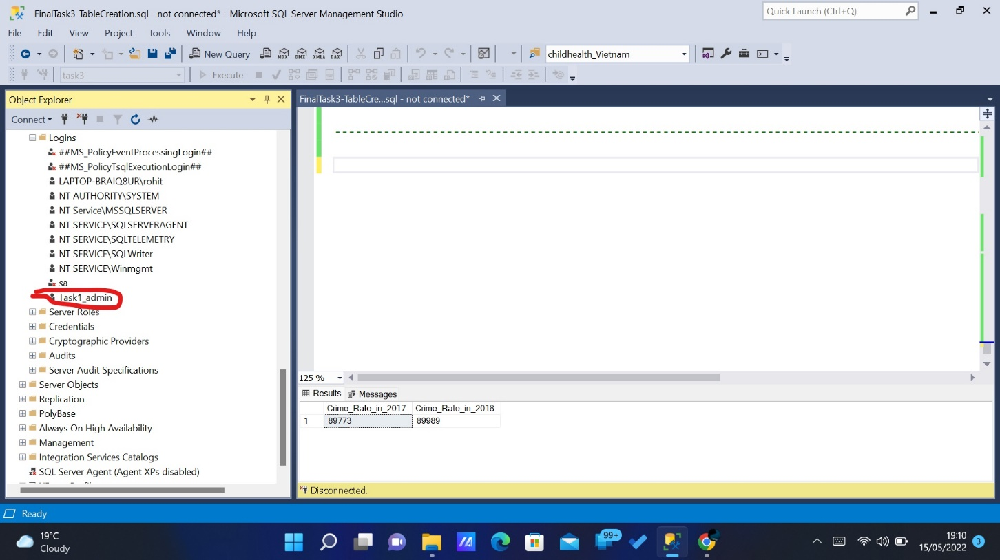 FinalTask3-TableCreation.sql - not connected* - Microsoft SQL Server Management Studio
Quick Launch (Ctrl+Q)
File Edit View Project Tools Window Help
New Query MDX DMX XMLA DAX childhealth_Vietnam
task3 Execute
Object Explorer
FinalTask3-TableCre...sql - not connected*
Connect
Logins
##MS_PolicyEventProcessingLogin##
##MS_PolicyTsqlExecutionLogin##
LAPTOP-BRAIQ8UR\rohit
NT AUTHORITY\SYSTEM
NT Service\MSSQLSERVER
NT SERVICE\SQLSERVERAGENT
NT SERVICE\SQLTELEMETRY
NT SERVICE\SQLWriter
NT SERVICE\Winmgmt
sa
Task1_admin
Server Roles
Credentials
Cryptographic Providers
Audits
Server Audit Specifications
Server Objects
Replication
PolyBase
Always On High Availability
Management
Integration Services Catalogs
SQL Server Agent (Agent XPs disabled)
125 %
Results Messages
Crime_Rate_in_2017 Crime_Rate_in_2018
1 89773 89989
Disconnected.
Ready
19°C
Cloudy
99+
19:10
15/05/2022
3